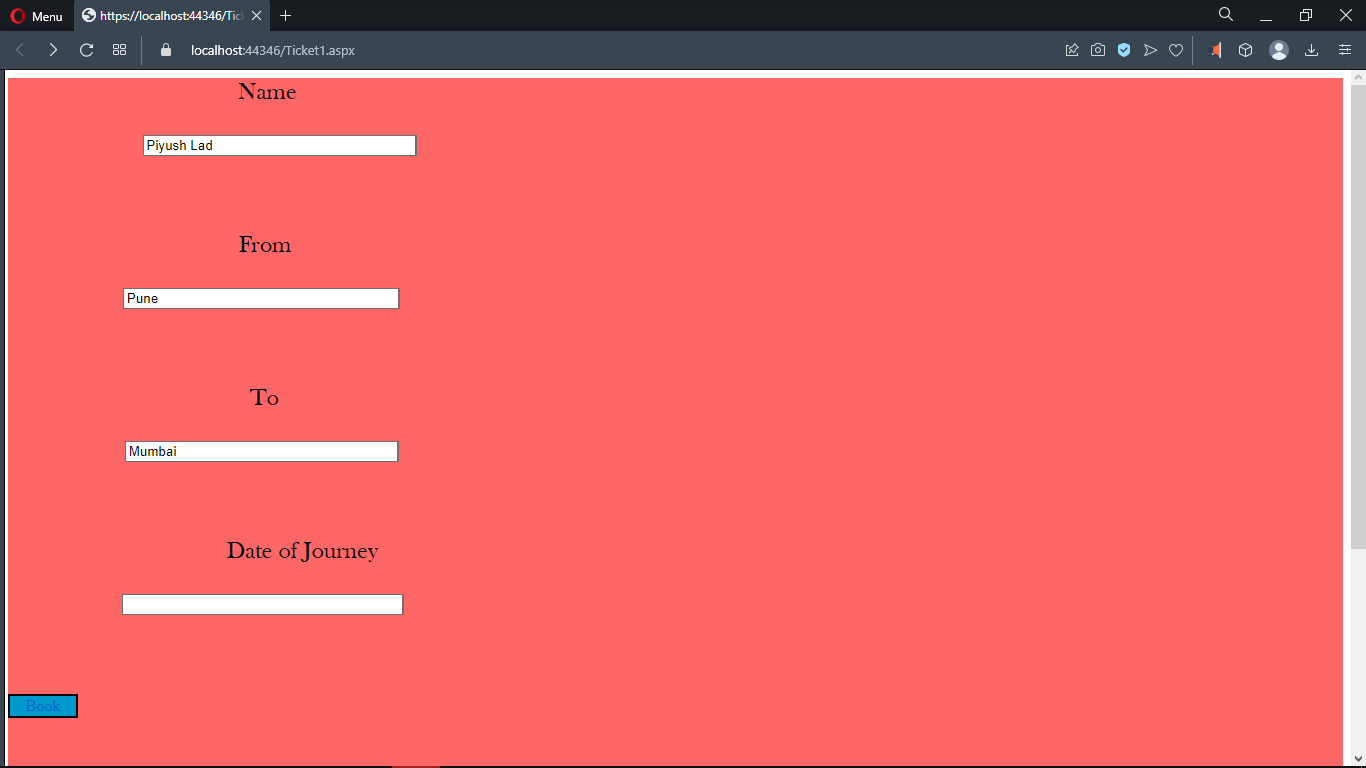 Menu
https://localhost:44346/Tic
localhost:44346/Ticket1.aspx
Name
Piyush Lad
From
Pune
To
Mumbai
Date of Journey
Book